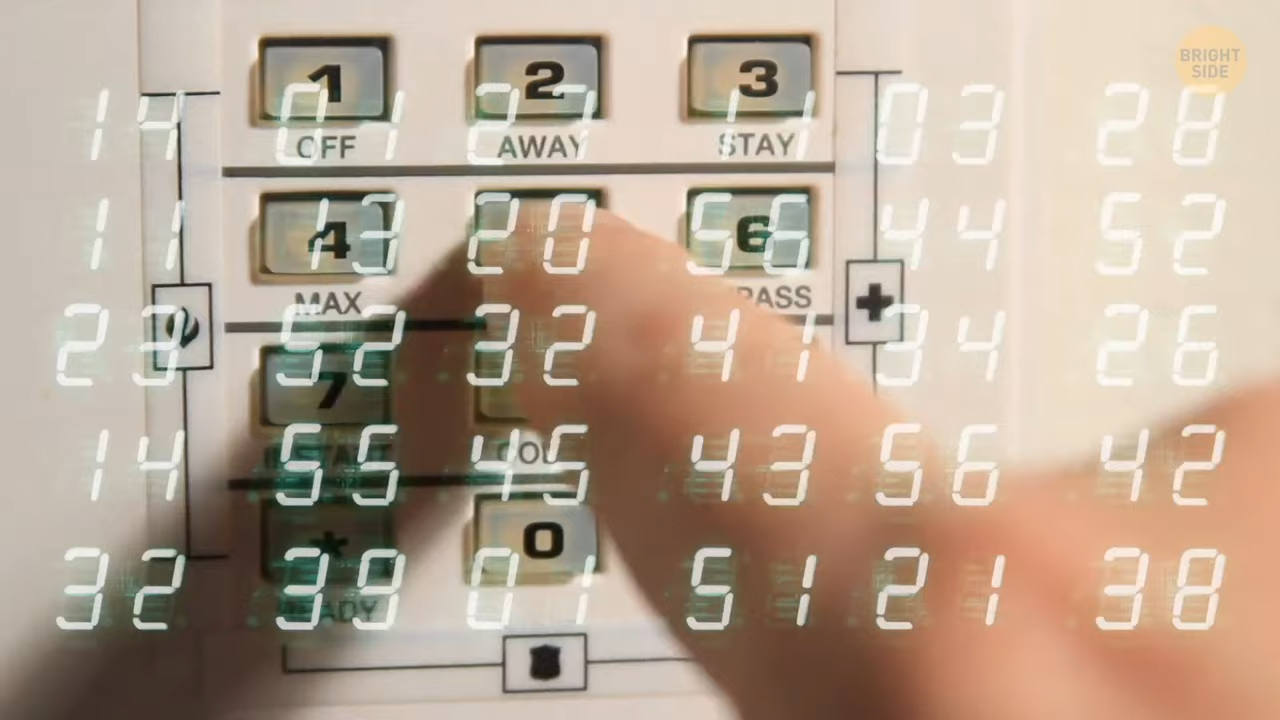 BRIGHT
SIDE
1 2 3
14 01 27 11 03 28
OFF AWAY STAY
4 6
11 13 20 56 44 52
MAX
23 52 32 41 34 26
7
14 55 45 43 56 42
0
32 39 01 51 21 38